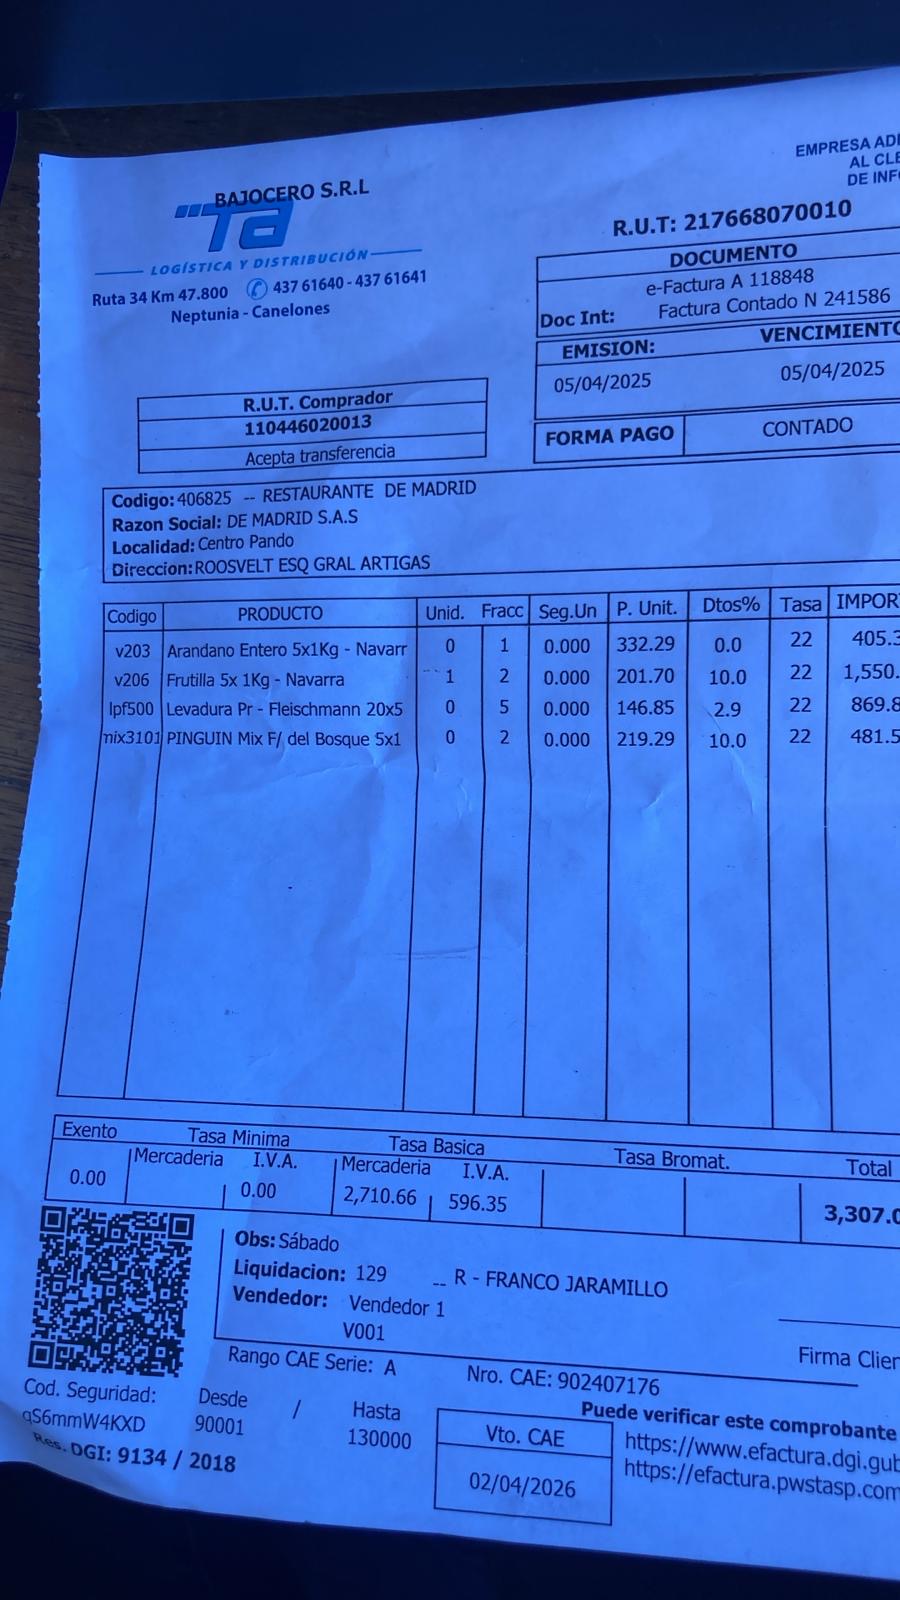 EMPRESA ADH
AL CLE
DE INFO
BAJOCERO S.R.L
Ta
LOGÍSTICA Y DISTRIBUCIÓN
Ruta 34 Km 47.800 437 61640 - 437 61641
Neptunia - Canelones
R.U.T: 217668070010
DOCUMENTO
e-Factura A 118848
Doc Int: Factura Contado N 241586
EMISION: VENCIMIENTO
05/04/2025 05/04/2025
FORMA PAGO CONTADO
R.U.T. Comprador
110446020013
Acepta transferencia
Codigo: 406825 -- RESTAURANTE DE MADRID
Razon Social: DE MADRID S.A.S
Localidad: Centro Pando
Direccion: ROOSVELT ESQ GRAL ARTIGAS
Codigo PRODUCTO Unid. Fracc Seg.Un P. Unit. Dtos% Tasa IMPOR
v203 Arandano Entero 5x1Kg - Navarr 0 1 0.000 332.29 0.0 22 405.3
v206 Frutilla 5x 1Kg - Navarra 1 2 0.000 201.70 10.0 22 1,550.
lpf500 Levadura Pr - Fleischmann 20x5 0 5 0.000 146.85 2.9 22 869.8
mix3101 PINGUIN Mix F/ del Bosque 5x1 0 2 0.000 219.29 10.0 22 481.5
Exento Tasa Minima Tasa Basica Tasa Bromat. Total
Mercaderia I.V.A. Mercaderia I.V.A.
0.00 0.00 2,710.66 596.35 3,307.0
Obs: Sábado
Liquidacion: 129 __ R - FRANCO JARAMILLO
Vendedor: Vendedor 1
V001
Firma Clien
Rango CAE Serie: A Nro. CAE: 902407176
Cod. Seguridad: Desde / Hasta
qS6mmW4KXD 90001 130000
Res. DGI: 9134 / 2018
Vto. CAE
02/04/2026
Puede verificar este comprobante
https://www.efactura.dgi.gub
https://efactura.pwstasp.com